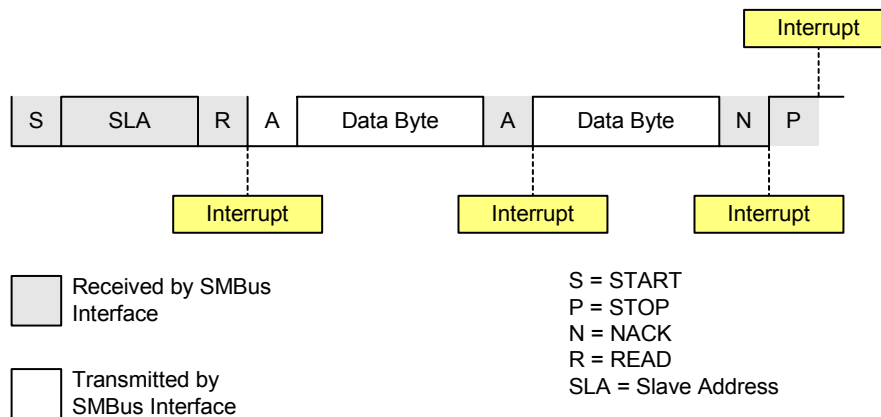 Interrupt
S SLA R A Data Byte A Data Byte N P
Interrupt Interrupt Interrupt
Received by SMBus
Interface
Transmitted by
SMBus Interface
S = START
P = STOP
N = NACK
R = READ
SLA = Slave Address